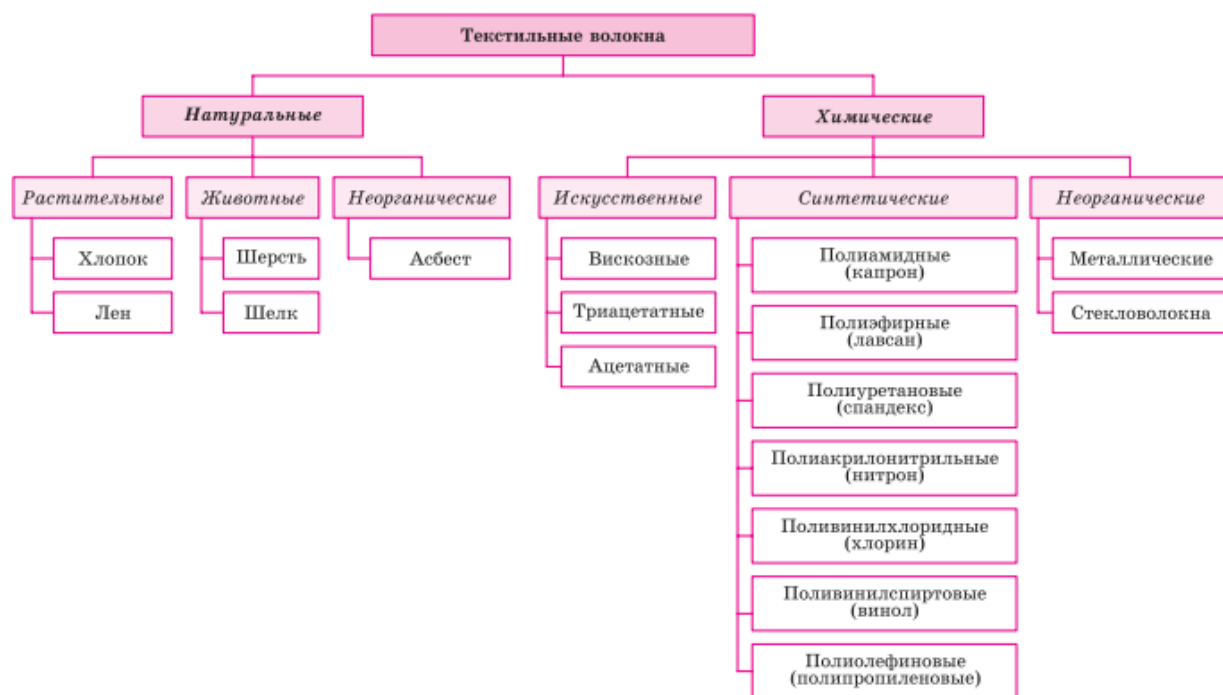 Текстильные волокна
Натуральные
Химические
Растительные
Животные
Неорганические
Искусственные
Синтетические
Неорганические
Хлопок
Лен
Шерсть
Шелк
Асбест
Вискозные
Триацетатные
Ацетатные
Полиамидные
(капрон)
Полиэфирные
(лавсан)
Полиуретановые
(спандекс)
Полиакрилонитрильные
(нитрон)
Поливинилхлоридные
(хлорин)
Поливинилспиртовые
(винол)
Полиолефиновые
(полипропиленовые)
Металлические
Стекловолокна